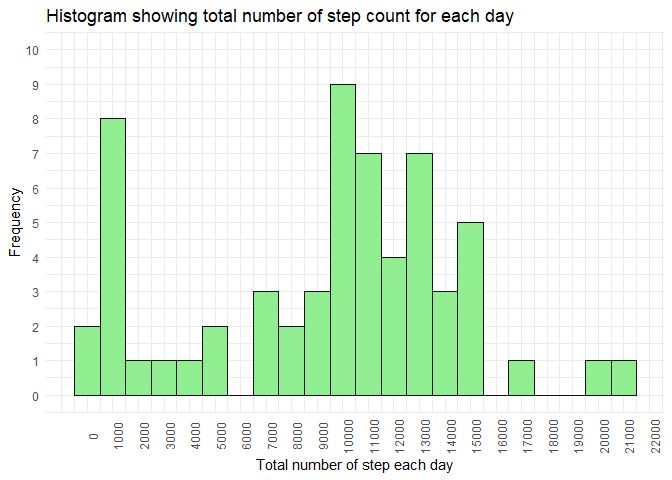 Histogram showing total number of step count for each day
10
9
8
7
6
5
4
3
2
1
0
Frequency
0 1000 2000 3000 4000 5000 6000 7000 8000 9000 10000 11000 12000 13000 14000 15000 16000 17000 18000 19000 20000 21000 22000
Total number of step each day